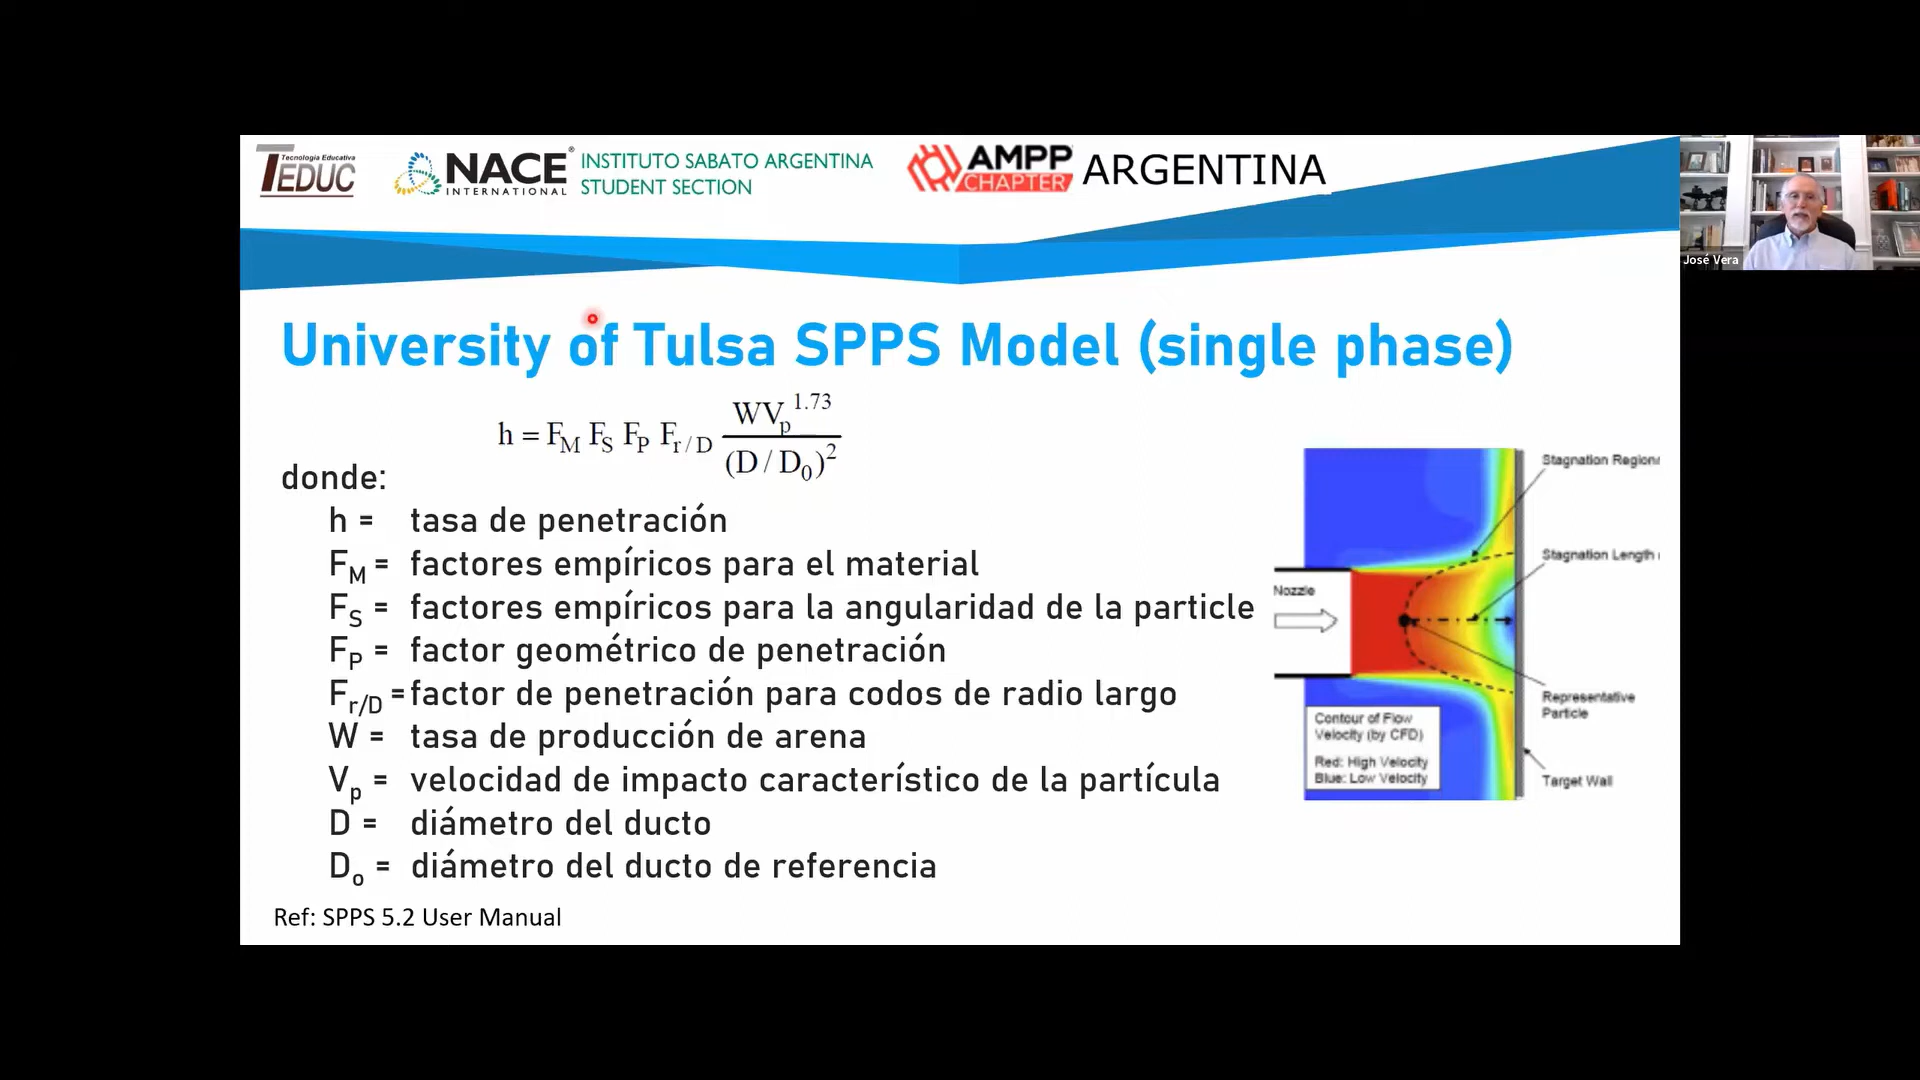 Tecnología Educativa
TEDUC
NACE®
INTERNATIONAL
INSTITUTO SABATO ARGENTINA
STUDENT SECTION
AMPP
CHAPTER
ARGENTINA
José Vera
University of Tulsa SPPS Model (single phase)
h = F_M F_S F_P F_r/D WV_p^1.73 / (D / D_0)^2
donde:
h = tasa de penetración
F_M = factores empíricos para el material
F_S = factores empíricos para la angularidad de la particle
F_P = factor geométrico de penetración
F_r/D = factor de penetración para codos de radio largo
W = tasa de producción de arena
V_p = velocidad de impacto característico de la partícula
D = diámetro del ducto
D_o = diámetro del ducto de referencia
Ref: SPPS 5.2 User Manual
Stagnation Region
Stagnation Length
Nozzle
Representative
Particle
Contour of Flow
Velocity (by CFD)
Red: High Velocity
Blue: Low Velocity
Target Wall